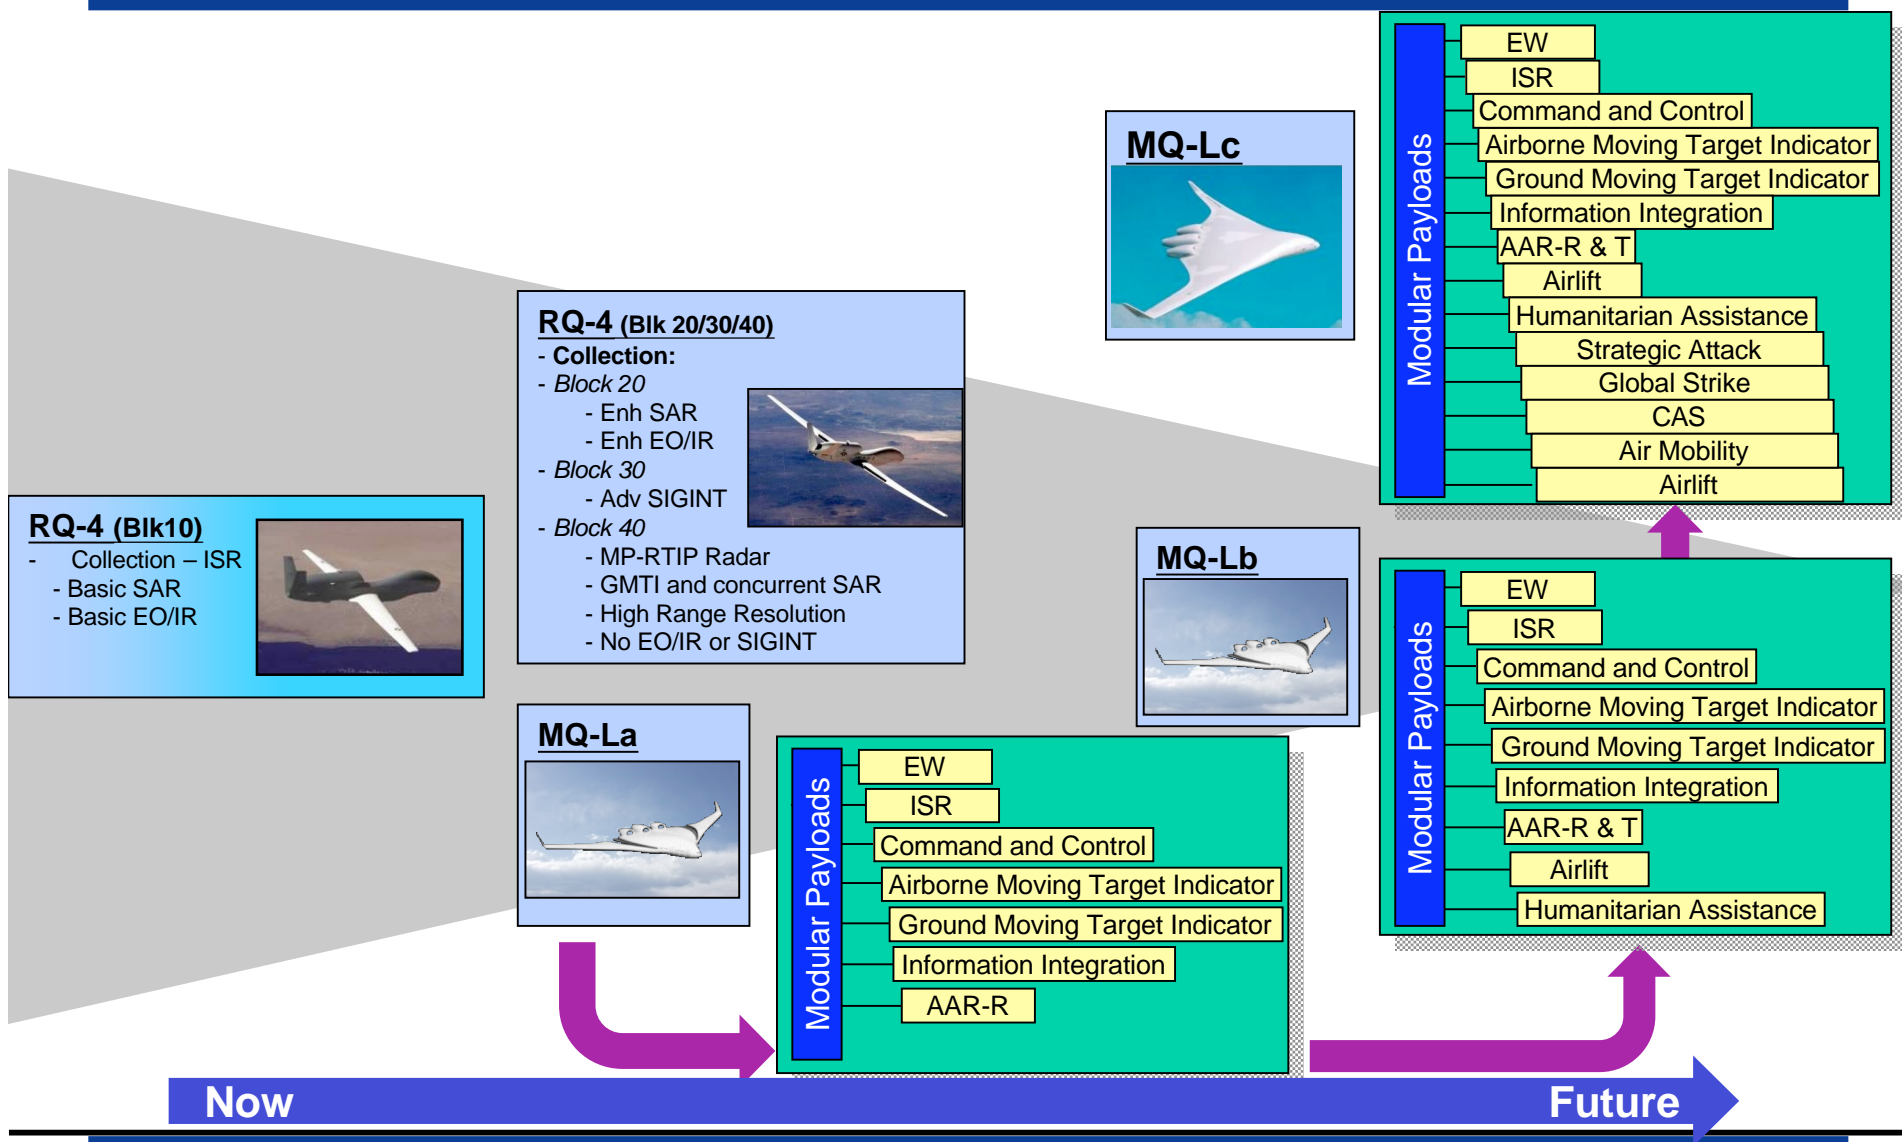 RQ-4 (Blk10)
- Collection – ISR
- Basic SAR
- Basic EO/IR
RQ-4 (Blk 20/30/40)
- Collection:
- Block 20
- Enh SAR
- Enh EO/IR
- Block 30
- Adv SIGINT
- Block 40
- MP-RTIP Radar
- GMTI and concurrent SAR
- High Range Resolution
- No EO/IR or SIGINT
MQ-La
Modular Payloads
EW
ISR
Command and Control
Airborne Moving Target Indicator
Ground Moving Target Indicator
Information Integration
AAR-R
MQ-Lb
Modular Payloads
EW
ISR
Command and Control
Airborne Moving Target Indicator
Ground Moving Target Indicator
Information Integration
AAR-R & T
Airlift
Humanitarian Assistance
MQ-Lc
Modular Payloads
EW
ISR
Command and Control
Airborne Moving Target Indicator
Ground Moving Target Indicator
Information Integration
AAR-R & T
Airlift
Humanitarian Assistance
Strategic Attack
Global Strike
CAS
Air Mobility
Airlift
Now
Future